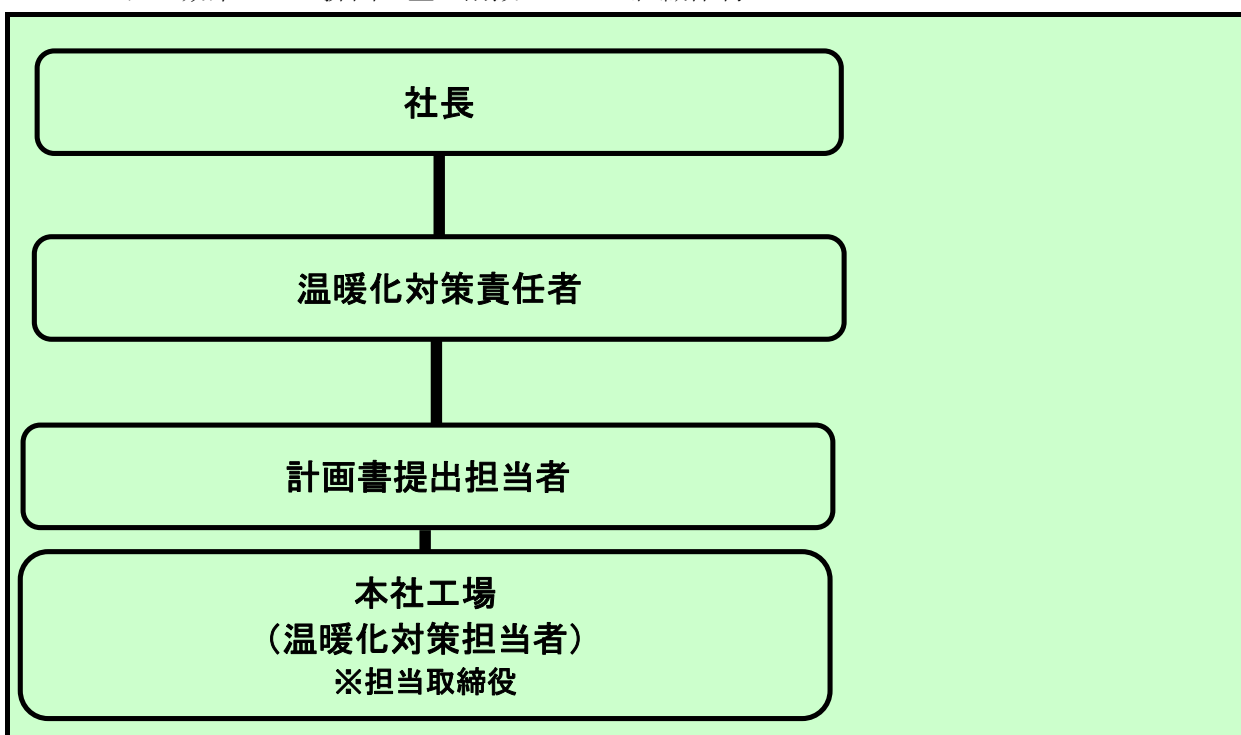 社長
温暖化対策責任者
計画書提出担当者
本社工場
（温暖化対策担当者）
※担当取締役